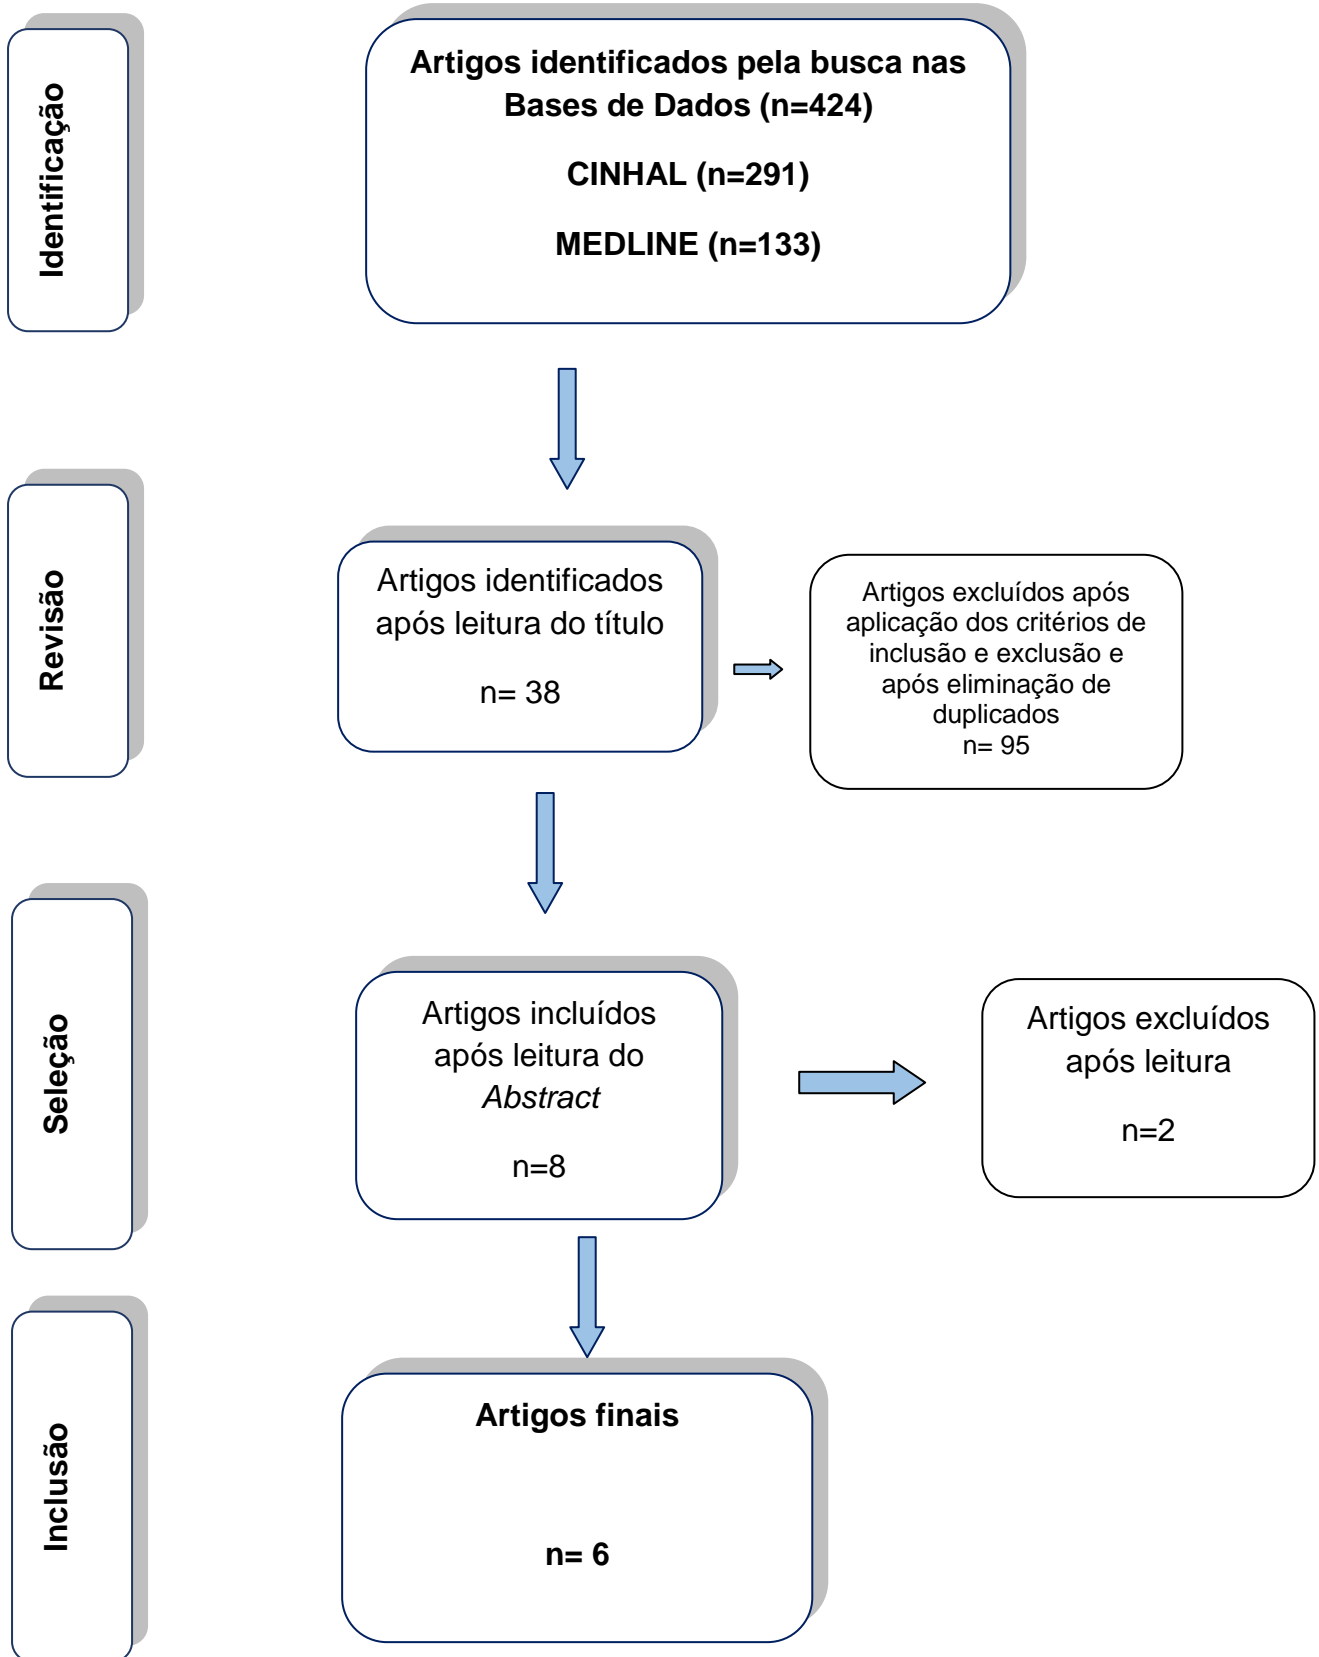 Identificação
Artigos identificados pela busca nas
Bases de Dados (n=424)
CINHAL (n=291)
MEDLINE (n=133)
Revisão
Artigos identificados
após leitura do título
n= 38
Artigos excluídos após
aplicação dos critérios de
inclusão e exclusão e
após eliminação de
duplicados
n= 95
Seleção
Artigos incluídos
após leitura do
Abstract
n=8
Artigos excluídos
após leitura
n=2
Inclusão
Artigos finais
n= 6